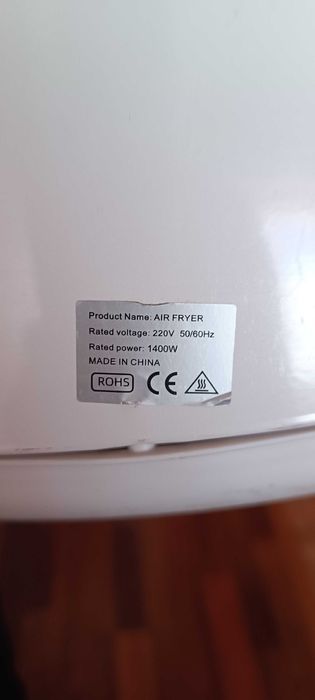 Product Name: AIR FRYER
Rated voltage: 220V 50/60Hz
Rated power: 1400W
MADE IN CHINA
ROHS CE